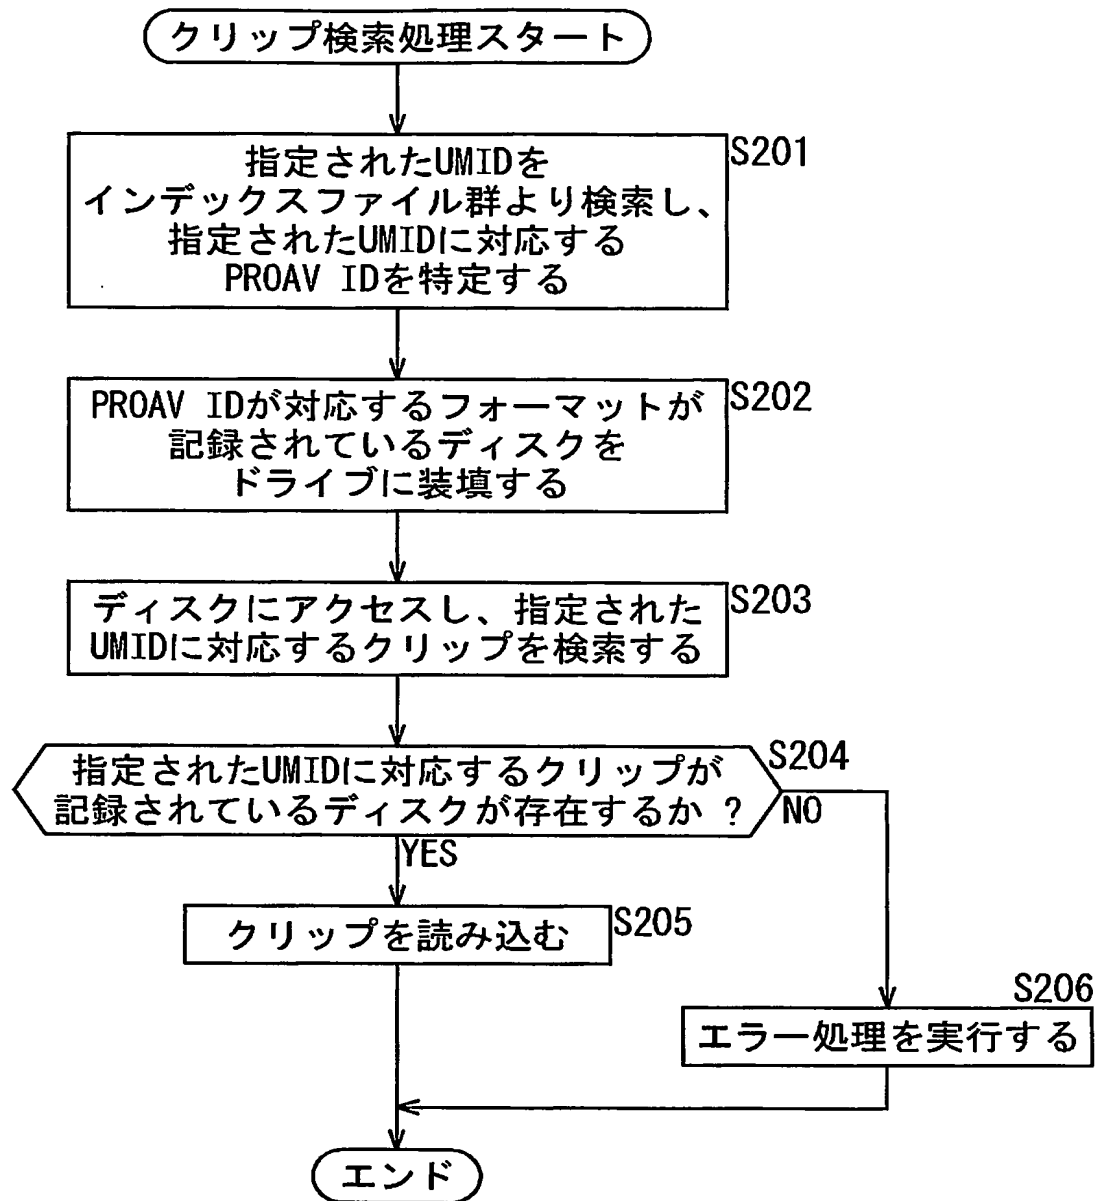 クリップ検索処理スタート
S201
指定されたUMIDを
インデックスファイル群より検索し、
指定されたUMIDに対応する
PROAV IDを特定する
S202
PROAV IDが対応するフォーマットが
記録されているディスクを
ドライブに装填する
S203
ディスクにアクセスし、指定された
UMIDに対応するクリップを検索する
S204
指定されたUMIDに対応するクリップが
記録されているディスクが存在するか ?
NO
YES
クリップを読み込む
S205
S206
エラー処理を実行する
エンド